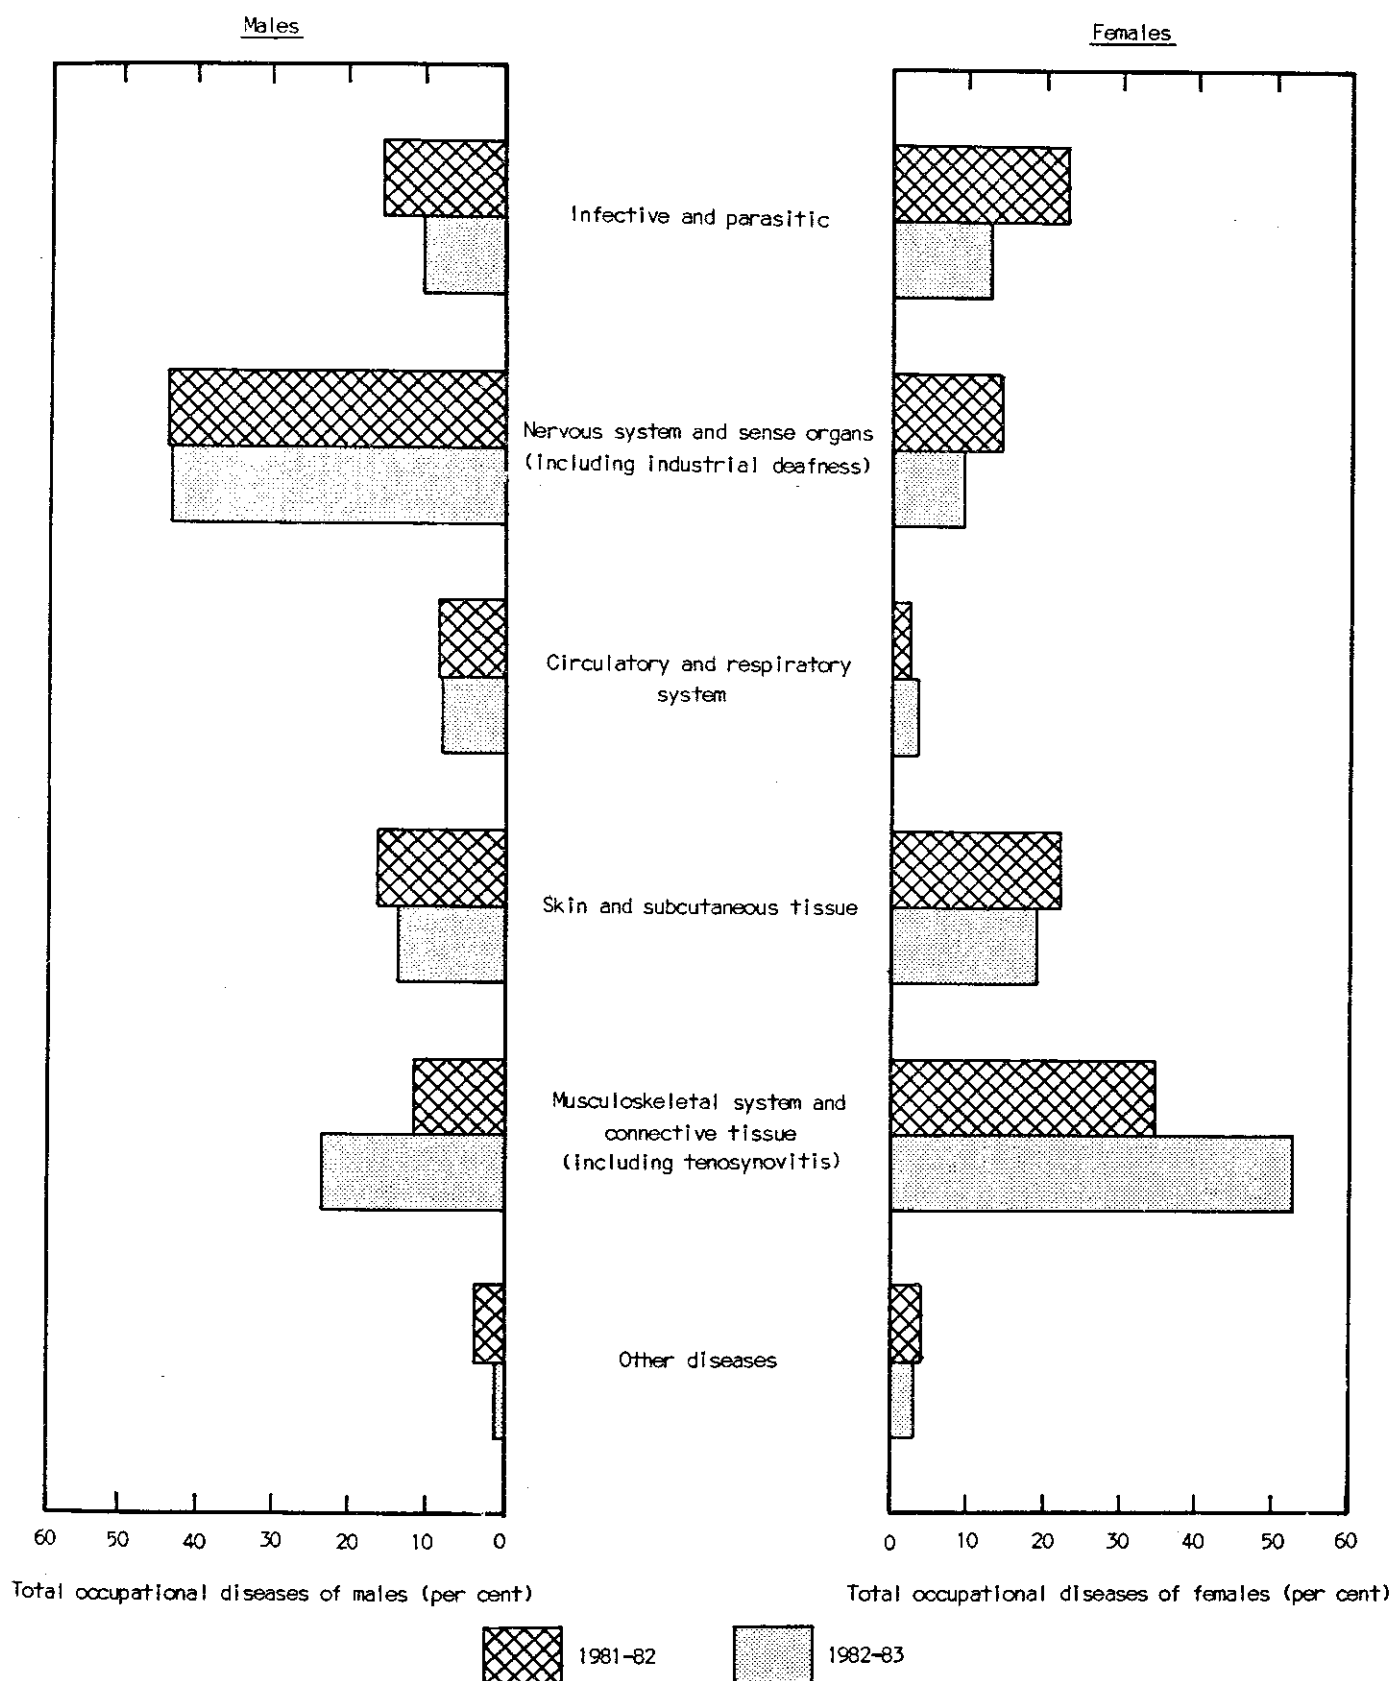 Males
Females
Infective and parasitic
Nervous system and sense organs
(including industrial deafness)
Circulatory and respiratory
system
Skin and subcutaneous tissue
Musculoskeletal system and
connective tissue
(including tenosynovitis)
Other diseases
60 50 40 30 20 10 0
0 10 20 30 40 50 60
Total occupational diseases of males (per cent)
Total occupational diseases of females (per cent)
1981-82
1982-83